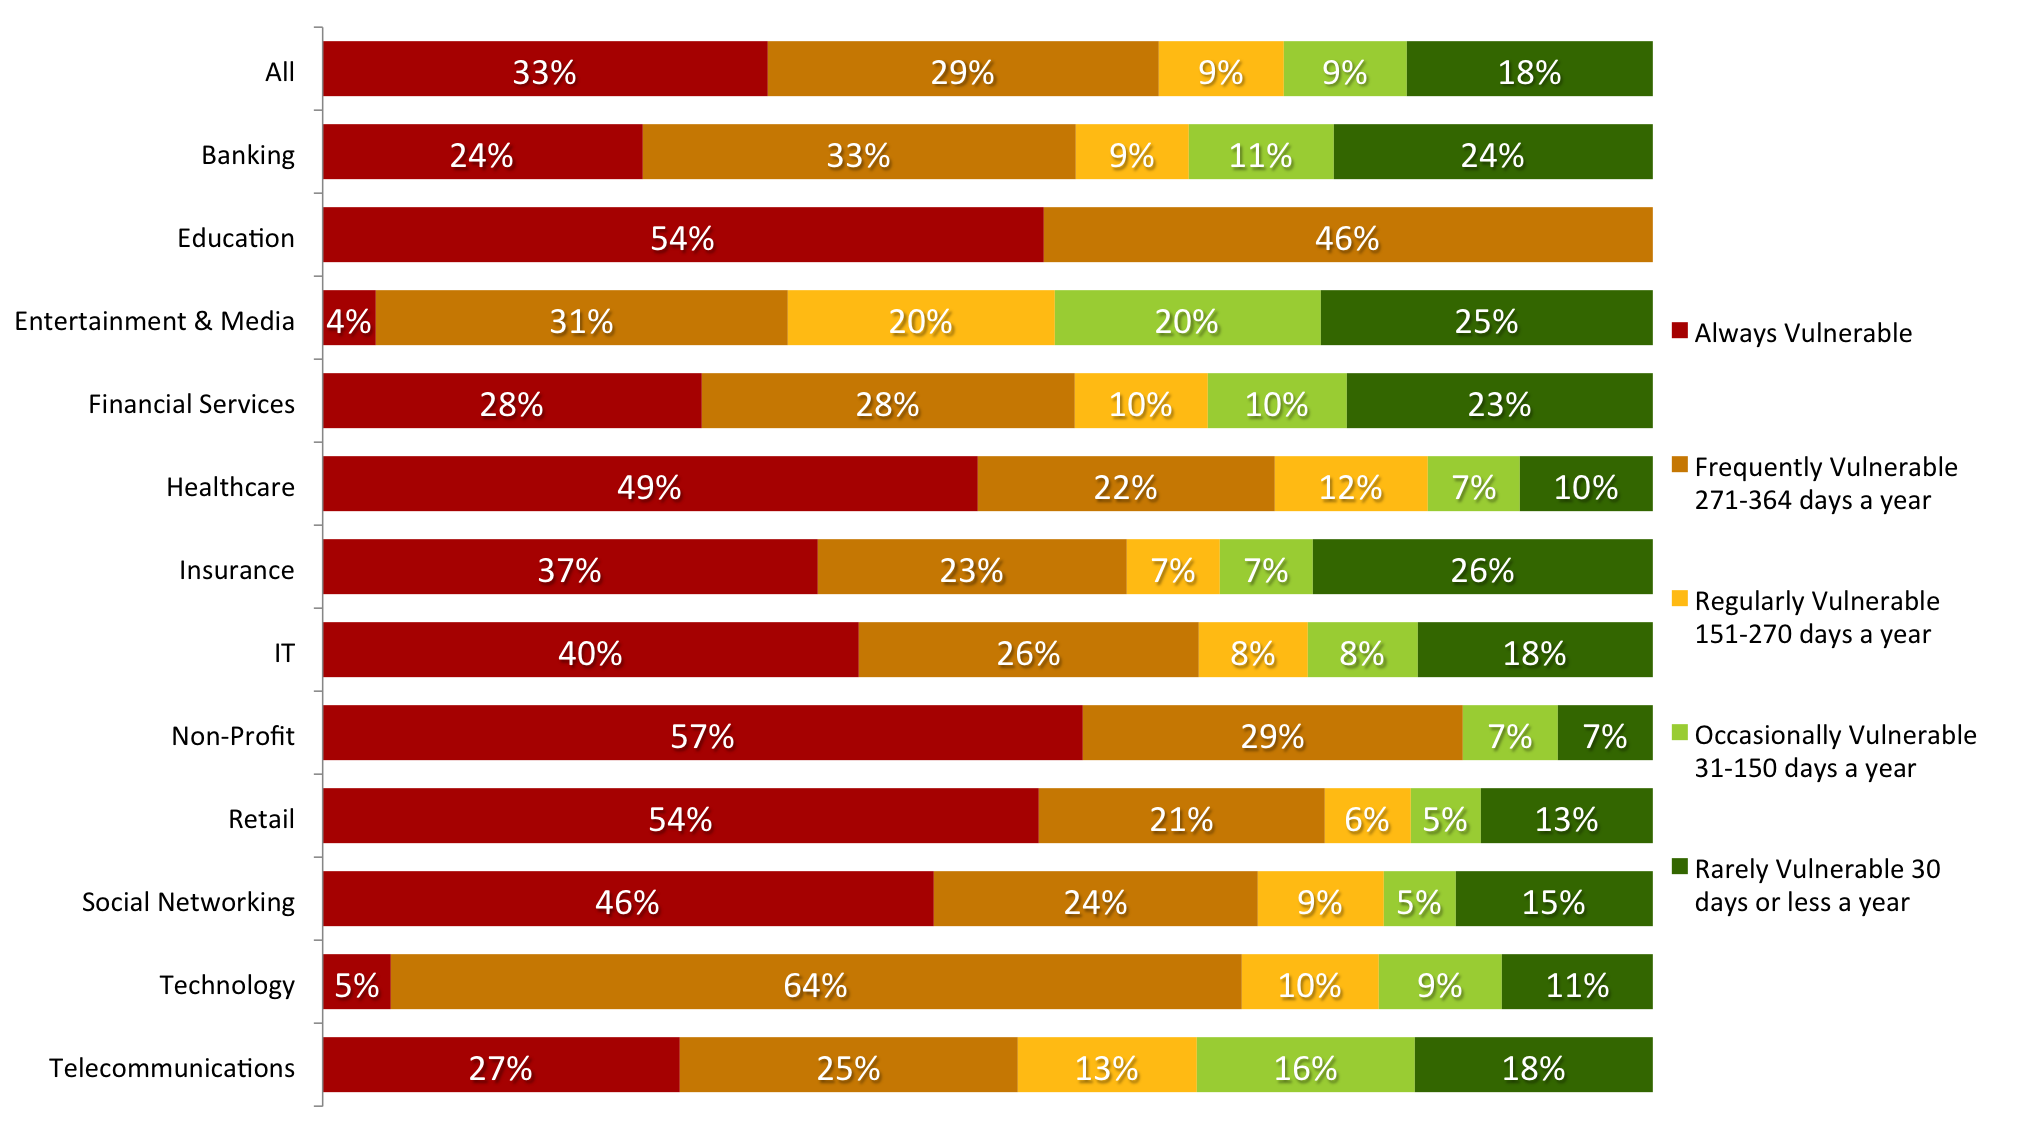 All 33% 29% 9% 9% 18%
Banking 24% 33% 9% 11% 24%
Education 54% 46%
Entertainment & Media 4% 31% 20% 20% 25%
Financial Services 28% 28% 10% 10% 23%
Healthcare 49% 22% 12% 7% 10%
Insurance 37% 23% 7% 7% 26%
IT 40% 26% 8% 8% 18%
Non-Profit 57% 29% 7% 7%
Retail 54% 21% 6% 5% 13%
Social Networking 46% 24% 9% 5% 15%
Technology 5% 64% 10% 9% 11%
Telecommunications 27% 25% 13% 16% 18%
Always Vulnerable
Frequently Vulnerable
271-364 days a year
Regularly Vulnerable
151-270 days a year
Occasionally Vulnerable
31-150 days a year
Rarely Vulnerable 30
days or less a year